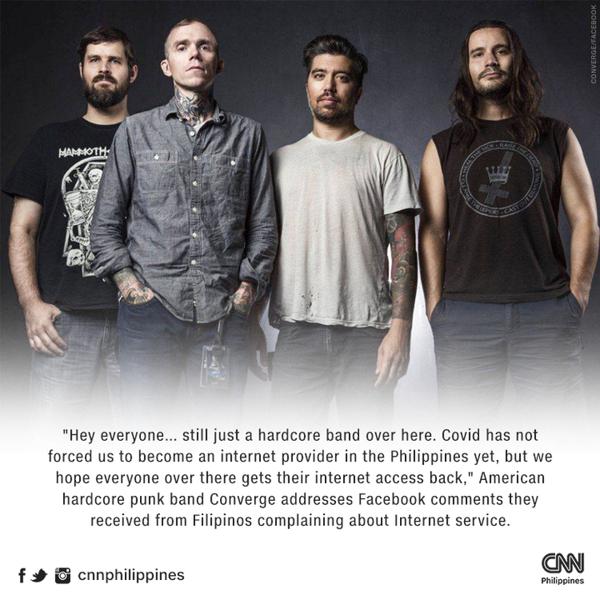 CONVERGE/FACEBOOK
MAMMOTH
"Hey everyone... still just a hardcore band over here. Covid has not
forced us to become an internet provider in the Philippines yet, but we
hope everyone over there gets their internet access back," American
hardcore punk band Converge addresses Facebook comments they
received from Filipinos complaining about Internet service.
cnnphilippines
CNN
Philippines